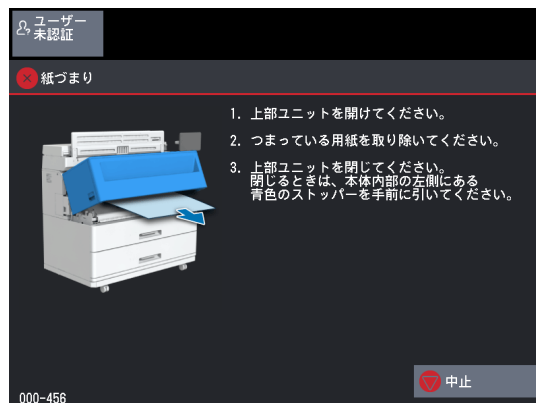 ユーザー
未認証
紙づまり
1. 上部ユニットを開けてください。
2. つまっている用紙を取り除いてください。
3. 上部ユニットを閉じてください。
閉じるときは、本体内部の左側にある
青色のストッパーを手前に引いてください。
中止
000-456